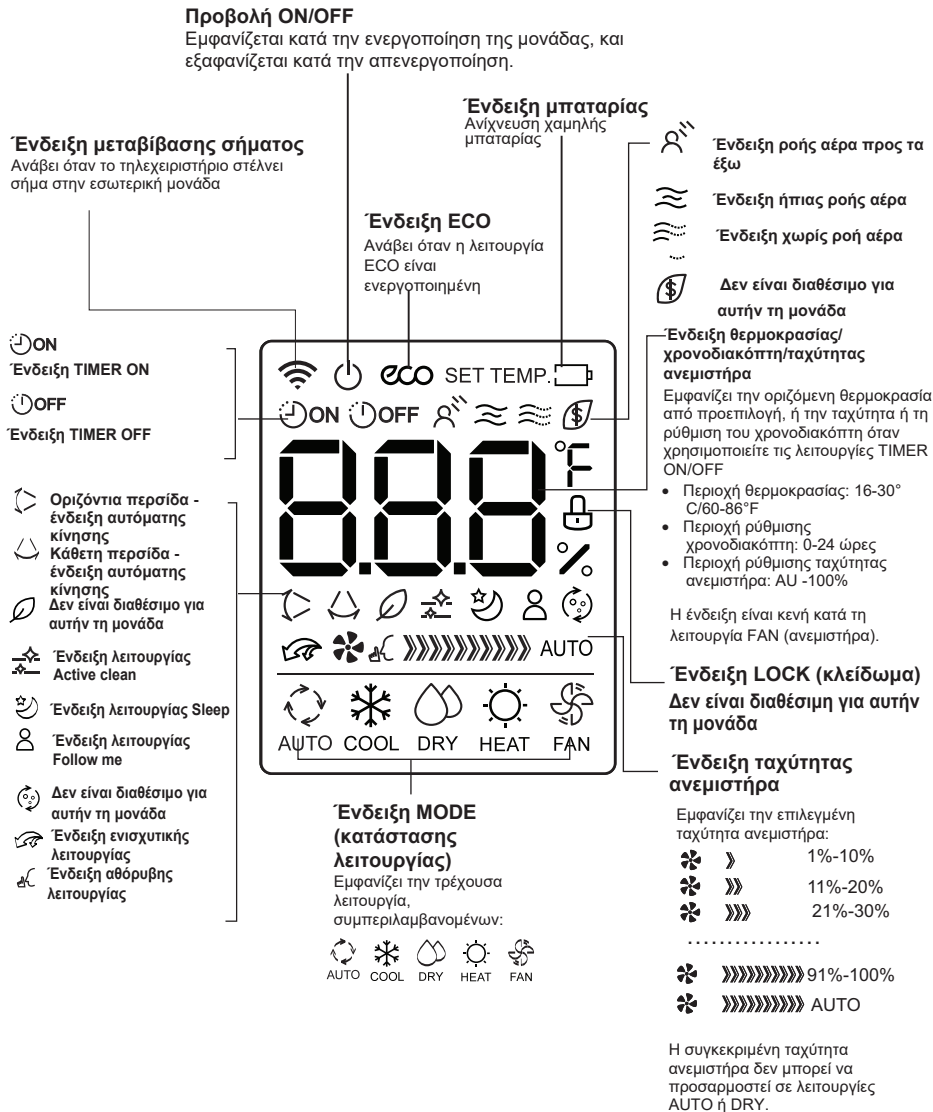 Προβολή ON/OFF
Εμφανίζεται κατά την ενεργοποίηση της μονάδας, και
εξαφανίζεται κατά την απενεργοποίηση.
Ένδειξη μπαταρίας
Ανίχνευση χαμηλής
μπαταρίας
Ένδειξη μεταβίβασης σήματος
Ανάβει όταν το τηλεχειριστήριο στέλνει
σήμα στην εσωτερική μονάδα
Ένδειξη ECO
Ανάβει όταν η λειτουργία
ECO είναι
ενεργοποιημένη
Ένδειξη ροής αέρα προς τα
έξω
Ένδειξη ήπιας ροής αέρα
Ένδειξη χωρίς ροή αέρα
Δεν είναι διαθέσιμο για
αυτήν τη μονάδα
ON
Ένδειξη TIMER ON
OFF
Ένδειξη TIMER OFF
Οριζόντια περσίδα -
ένδειξη αυτόματης
κίνησης
Κάθετη περσίδα -
ένδειξη αυτόματης
κίνησης
Δεν είναι διαθέσιμο για
αυτήν τη μονάδα
Ένδειξη λειτουργίας
Active clean
Ένδειξη λειτουργίας Sleep
Ένδειξη λειτουργίας
Follow me
Δεν είναι διαθέσιμο για
αυτήν τη μονάδα
Ένδειξη ενισχυτικής
λειτουργίας
Ένδειξη αθόρυβης
λειτουργίας
eco SET TEMP.
ON OFF
8.8.8 °F
%
AUTO
AUTO COOL DRY HEAT FAN
Ένδειξη MODE
(κατάστασης
λειτουργίας)
Εμφανίζει την τρέχουσα
λειτουργία,
συμπεριλαμβανομένων:
AUTO COOL DRY HEAT FAN
Ένδειξη θερμοκρασίας/
χρονοδιακόπτη/ταχύτητας
ανεμιστήρα
Εμφανίζει την οριζόμενη θερμοκρασία
από προεπιλογή, ή την ταχύτητα ή τη
ρύθμιση του χρονοδιακόπτη όταν
χρησιμοποιείτε τις λειτουργίες TIMER
ON/OFF
• Περιοχή θερμοκρασίας: 16-30°
C/60-86°F
• Περιοχή ρύθμισης
χρονοδιακόπτη: 0-24 ώρες
• Περιοχή ρύθμισης ταχύτητας
ανεμιστήρα: AU -100%
Η ένδειξη είναι κενή κατά τη
λειτουργία FAN (ανεμιστήρα).
Ένδειξη LOCK (κλείδωμα)
Δεν είναι διαθέσιμη για αυτήν
τη μονάδα
Ένδειξη ταχύτητας
ανεμιστήρα
Εμφανίζει την επιλεγμένη
ταχύτητα ανεμιστήρα:
1%-10%
11%-20%
21%-30%
.................
91%-100%
AUTO
Η συγκεκριμένη ταχύτητα
ανεμιστήρα δεν μπορεί να
προσαρμοστεί σε λειτουργίες
AUTO ή DRY.